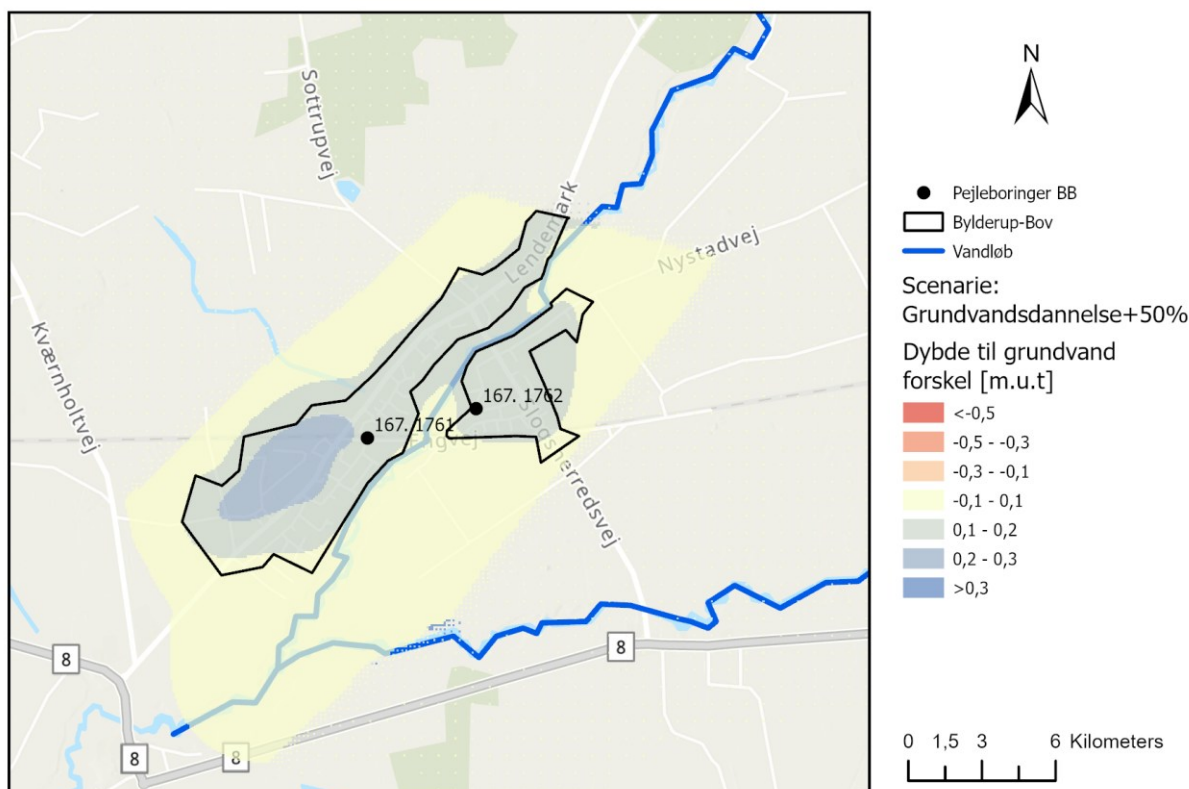 Sottrupvej
Lendemark
Nystadvej
Kværnholtvej
167. 1762
167. 1761
Engvej
Slogsherredsvej
8
8
8
8
N
Pejleboringer BB
Bylderup-Bov
Vandløb
Scenarie:
Grundvandsdannelse+50%
Dybde til grundvand
forskel [m.u.t]
<-0,5
-0,5 - -0,3
-0,3 - -0,1
-0,1 - 0,1
0,1 - 0,2
0,2 - 0,3
>0,3
0 1,5 3 6 Kilometers